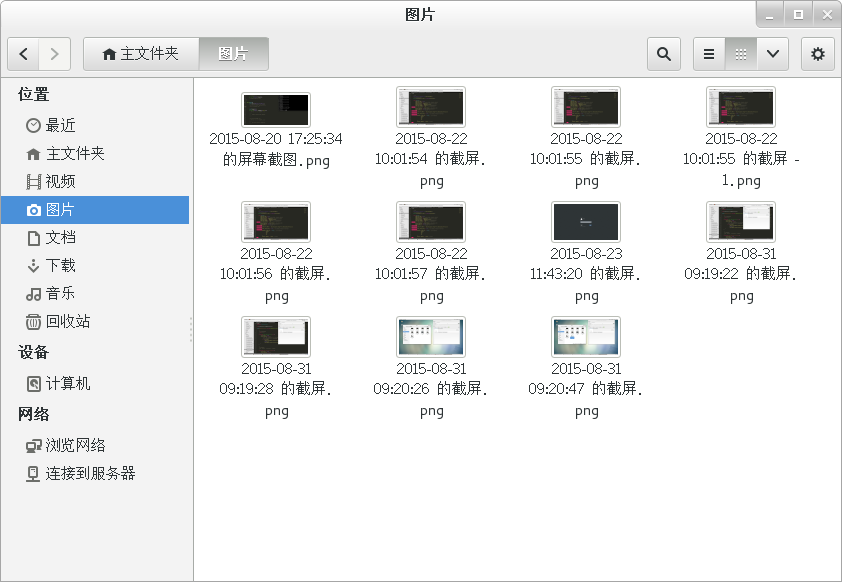 图片
主文件夹
图片
位置
最近
主文件夹
视频
图片
文档
下载
音乐
回收站
设备
计算机
网络
浏览网络
连接到服务器
2015-08-20 17:25:34
的屏幕截图.png
2015-08-22
10:01:54 的截屏.
png
2015-08-22
10:01:55 的截屏.
png
2015-08-22
10:01:55 的截屏 -
1.png
2015-08-22
10:01:56 的截屏.
png
2015-08-22
10:01:57 的截屏.
png
2015-08-23
11:43:20 的截屏.
png
2015-08-31
09:19:22 的截屏.
png
2015-08-31
09:19:28 的截屏.
png
2015-08-31
09:20:26 的截屏.
png
2015-08-31
09:20:47 的截屏.
png